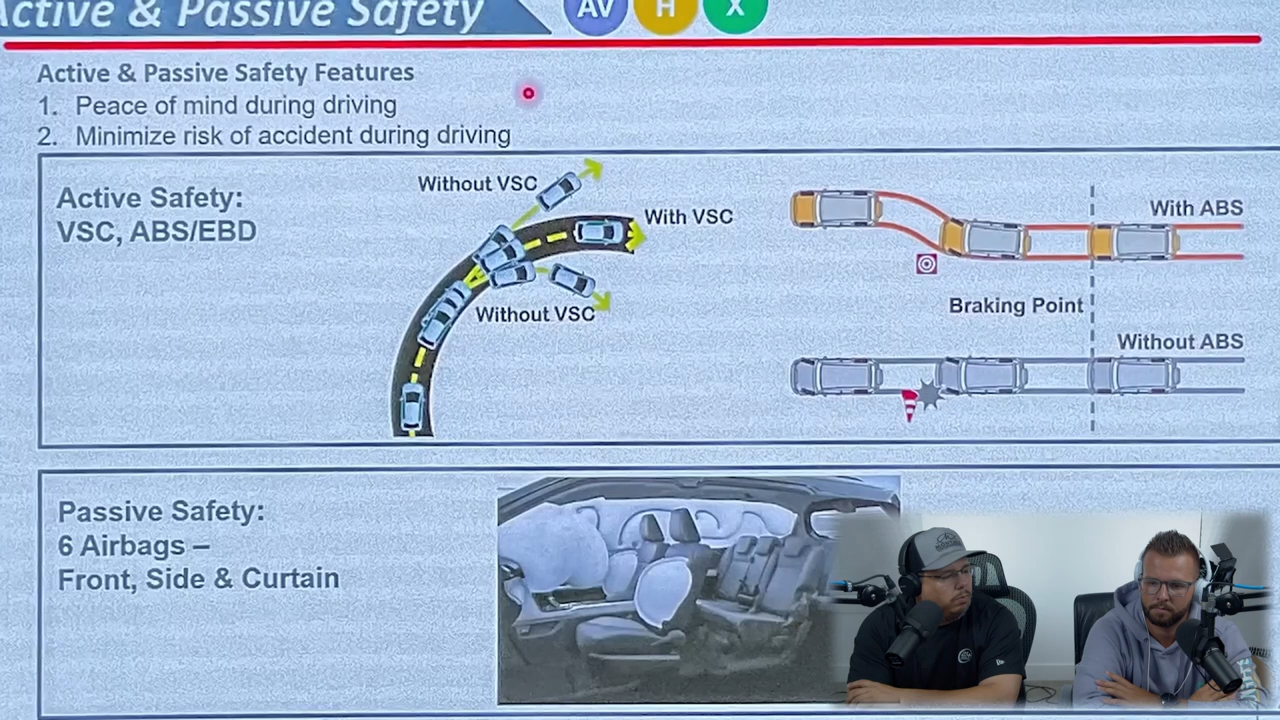 Active & Passive Safety
AV H X
Active & Passive Safety Features
1. Peace of mind during driving
2. Minimize risk of accident during driving
Active Safety:
VSC, ABS/EBD
Without VSC
With VSC
Without VSC
With ABS
Braking Point
Without ABS
Passive Safety:
6 Airbags –
Front, Side & Curtain